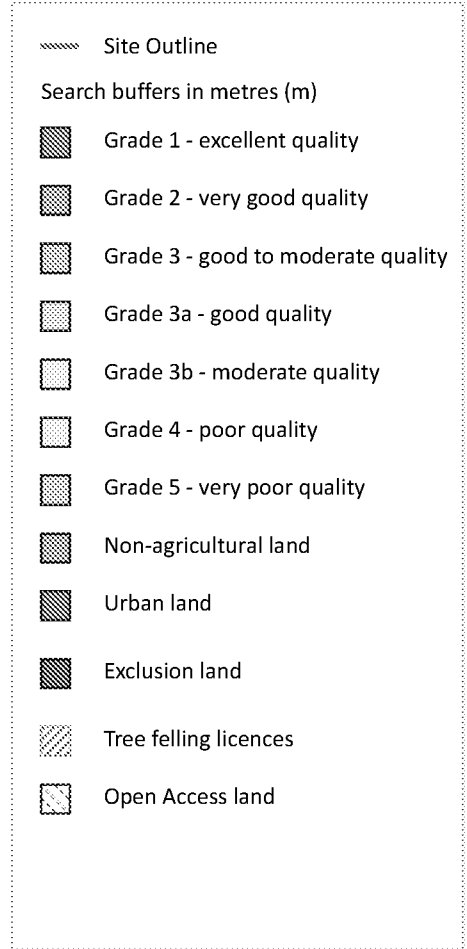 Site Outline
Search buffers in metres (m)
Grade 1 - excellent quality
Grade 2 - very good quality
Grade 3 - good to moderate quality
Grade 3a - good quality
Grade 3b - moderate quality
Grade 4 - poor quality
Grade 5 - very poor quality
Non-agricultural land
Urban land
Exclusion land
Tree felling licences
Open Access land